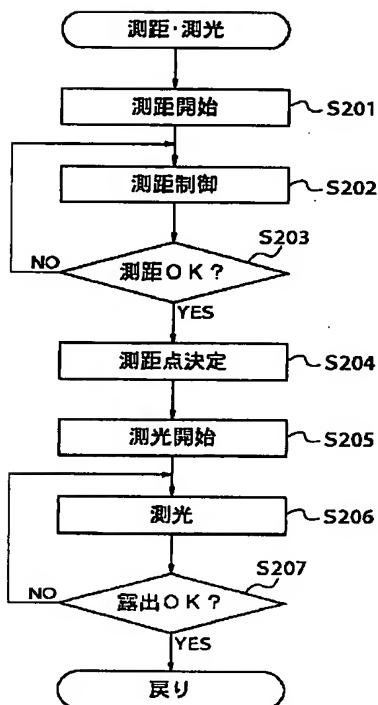 測距・測光
測距開始 S201
測距制御 S202
S203
測距OK?
NO
YES
測距点決定 S204
測光開始 S205
測光 S206
S207
露出OK?
NO
YES
戻り